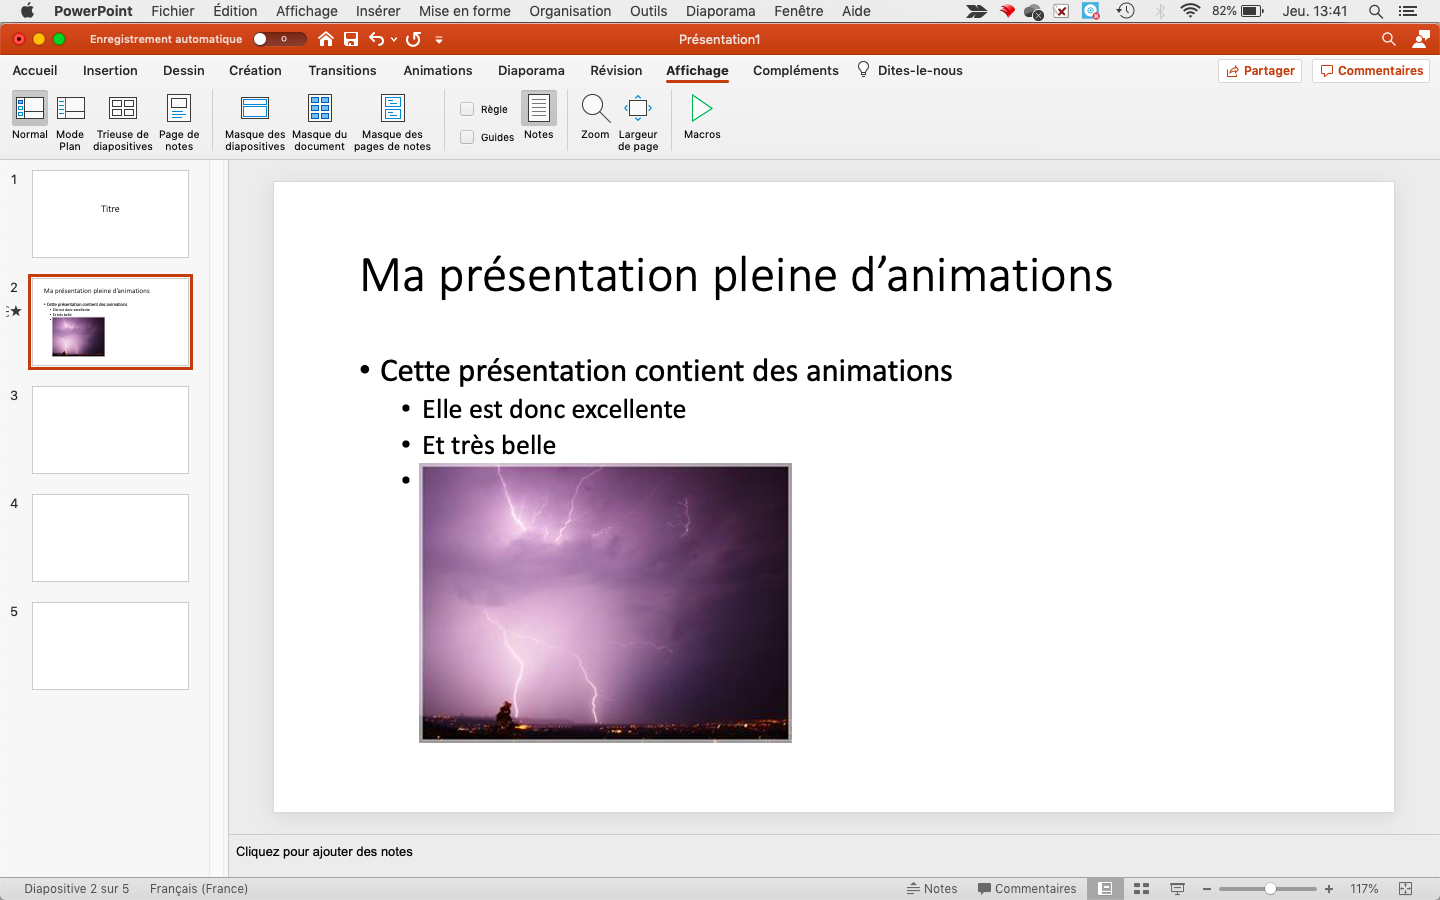 PowerPoint Fichier Édition Affichage Insérer Mise en forme Organisation Outils Diaporama Fenêtre Aide 82% Jeu. 13:41
Enregistrement automatique Présentation1
Accueil Insertion Dessin Création Transitions Animations Diaporama Révision Affichage Compléments Dites-le-nous Partager Commentaires
Normal
Mode
Plan
Trieuse de
diapositives
Page de
notes
Masque des
diapositives
Masque du
document
Masque des
pages de notes
Règle
Guides
Notes
Zoom
Largeur
de page
Macros
1
Titre
2
Ma présentation pleine d'animations
• Cette présentation contient des animations
• Elle est donc excellente
• Et très belle
3
4
5
Ma présentation pleine d’animations
• Cette présentation contient des animations
• Elle est donc excellente
• Et très belle
•
Cliquez pour ajouter des notes
Diapositive 2 sur 5 Français (France) Notes Commentaires 117%